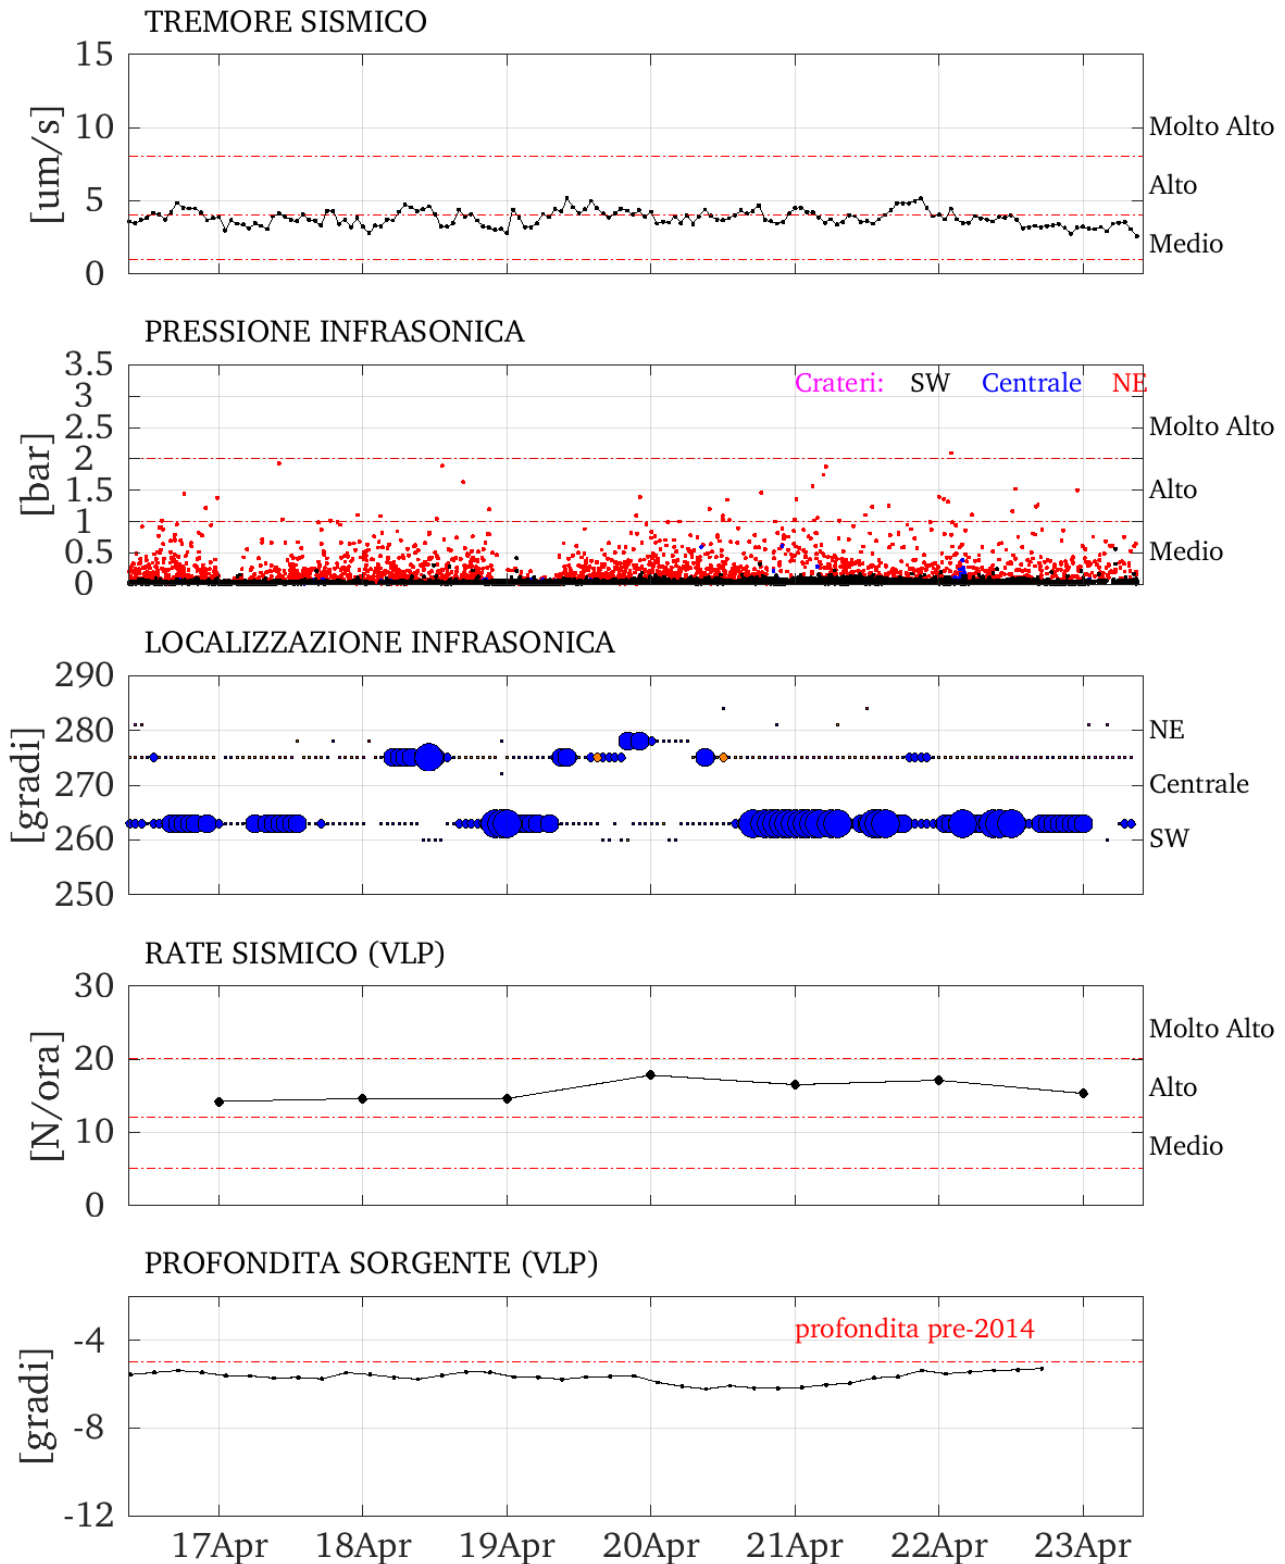 TREMORE SISMICO
15
10
5
0
[um/s]
Molto Alto
Alto
Medio
PRESSIONE INFRASONICA
3.5
3
2.5
2
1.5
1
0.5
0
[bar]
Crateri: SW Centrale NE
Molto Alto
Alto
Medio
LOCALIZZAZIONE INFRASONICA
290
280
270
260
250
[gradi]
NE
Centrale
SW
RATE SISMICO (VLP)
30
20
10
0
[N/ora]
Molto Alto
Alto
Medio
PROFONDITA SORGENTE (VLP)
-4
-8
-12
[gradi]
profondita pre-2014
17Apr 18Apr 19Apr 20Apr 21Apr 22Apr 23Apr